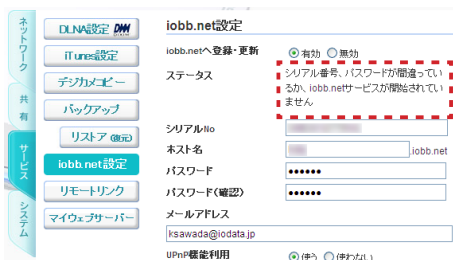 ネットワーク
共有
サービス
システム
DLNA設定
iTunes設定
デジカメコピー
バックアップ
リストア(復元)
iobb.net設定
リモートリンク
マイウェブサーバー
iobb.net設定
iobb.netへ登録・更新 有効 無効
ステータス シリアル番号、パスワードが間違ってい
るか、iobb.netサービスが開始されてい
ません
シリアルNo
ホスト名 .iobb.net
パスワード ••••••
パスワード(確認) ••••••
メールアドレス
ksawada@iodata.jp
UPnP機能利用 使う 使わない